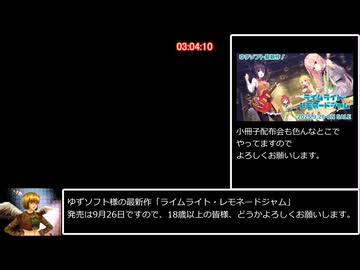 03:04:10
ゆずソフト最新作!
ライムライト
レモネードジャム
小冊子配布会も色んなとこで
やってますので
よろしくお願いします。
ゆずソフト様の最新作「ライムライト・レモネードジャム」
発売は9月26日ですので、18歳以上の皆様、どうかよろしくお願いします。